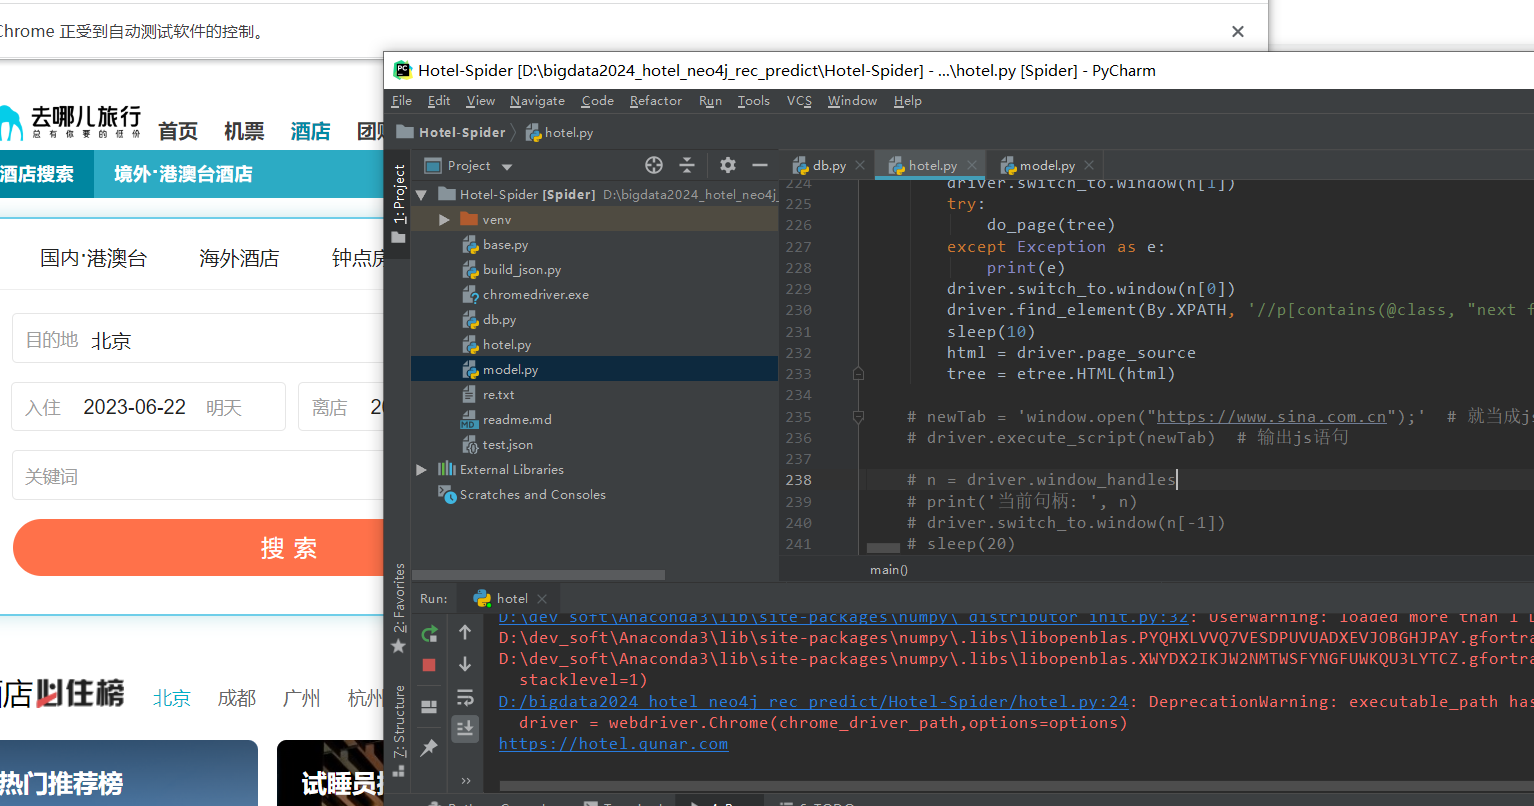 Chrome 正受到自动测试软件的控制。
去哪儿旅行
总有你要的低价
首页 机票 酒店
酒店搜索 境外·港澳台酒店
国内·港澳台 海外酒店 钟点房
目的地 北京
入住 2023-06-22 明天 离店
关键词
搜 索
必住榜 北京 成都 广州 杭州
热门推荐榜
试睡员
Hotel-Spider [D:\bigdata2024_hotel_neo4j_rec_predict\Hotel-Spider] - ...\hotel.py [Spider] - PyCharm
File Edit View Navigate Code Refactor Run Tools VCS Window Help
Hotel-Spider hotel.py
1: Project
Project
Hotel-Spider [Spider] D:\bigdata2024_hotel_neo4j_
venv
base.py
build_json.py
chromedriver.exe
db.py
hotel.py
model.py
re.txt
readme.md
test.json
External Libraries
Scratches and Consoles
db.py hotel.py model.py
224 driver.switch_to.window(n[1])
225 try:
226 do_page(tree)
227 except Exception as e:
228 print(e)
229 driver.switch_to.window(n[0])
230 driver.find_element(By.XPATH, '//p[contains(@class, "next f
231 sleep(10)
232 html = driver.page_source
233 tree = etree.HTML(html)
234
235 # newTab = 'window.open("https://www.sina.com.cn");' # 就当成js
236 # driver.execute_script(newTab) # 输出js语句
237
238 # n = driver.window_handles
239 # print('当前句柄: ', n)
240 # driver.switch_to.window(n[-1])
241 # sleep(20)
main()
2: Favorites
7: Structure
Run: hotel
D:\dev_soft\Anaconda3\lib\site-packages\numpy\_distributor_init.py:32: UserWarning: loaded more than 1 D
D:\dev_soft\Anaconda3\lib\site-packages\numpy\.libs\libopenblas.PYQHXLVVQ7VESDPUVUADXEVJOBGHJPAY.gfortra
D:\dev_soft\Anaconda3\lib\site-packages\numpy\.libs\libopenblas.XWYDX2IKJW2NMTWSFYNGFUWKQU3LYTCZ.gfortra
stacklevel=1)
D:/bigdata2024_hotel_neo4j_rec_predict/Hotel-Spider/hotel.py:24: DeprecationWarning: executable_path has
driver = webdriver.Chrome(chrome_driver_path,options=options)
https://hotel.qunar.com